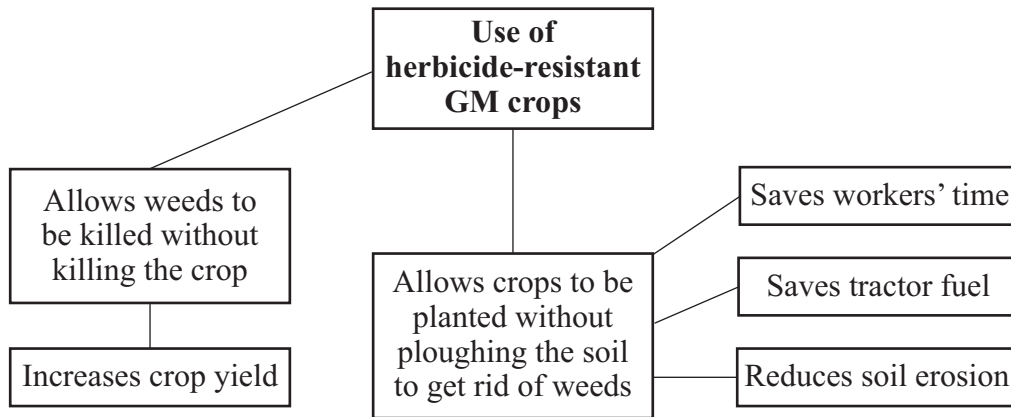 Use of
herbicide-resistant
GM crops
Allows weeds to
be killed without
killing the crop
Increases crop yield
Allows crops to be
planted without
ploughing the soil
to get rid of weeds
Saves workers’ time
Saves tractor fuel
Reduces soil erosion